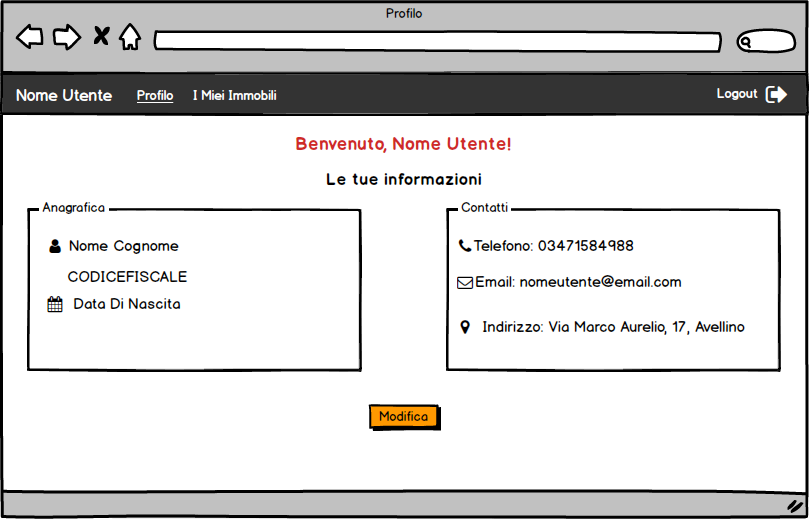 Profilo
Nome Utente Profilo I Miei Immobili Logout
Benvenuto, Nome Utente!
Le tue informazioni
Anagrafica
Nome Cognome
CODICEFISCALE
Data Di Nascita
Contatti
Telefono: 03471584988
Email: nomeutente@email.com
Indirizzo: Via Marco Aurelio, 17, Avellino
Modifica